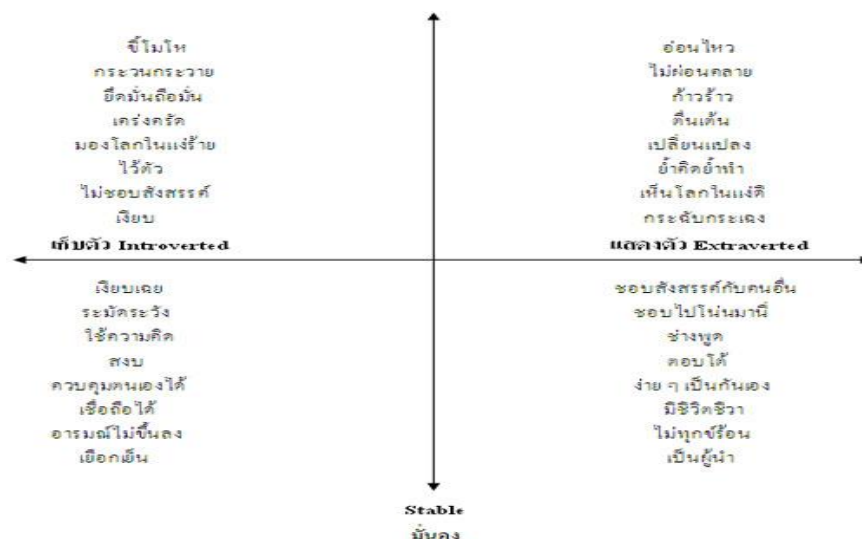 ขี้โมโห
กระวนกระวาย
ยึดมั่นถือมั่น
เคร่งครัด
มองโลกในแง่ร้าย
ไว้ตัว
ไม่ชอบสังสรรค์
เงียบ
เก็บตัว Introverted
อ่อนไหว
ไม่ผ่อนคลาย
ก้าวร้าว
ตื่นเต้น
เปลี่ยนแปลง
ย้ำคิดย้ำทำ
เห็นโลกในแง่ดี
กระฉับกระเฉง
แสดงตัว Extraverted
เงียบเฉย
ระมัดระวัง
ใช้ความคิด
สงบ
ควบคุมตนเองได้
เชื่อถือได้
อารมณ์ไม่ขึ้นลง
เยือกเย็น
ชอบสังสรรค์กับคนอื่น
ชอบไปโน่นมานี่
ช่างพูด
ตอบโต้
ง่าย ๆ เป็นกันเอง
มีชีวิตชีวา
ไม่ทุกข์ร้อน
เป็นผู้นำ
Stable